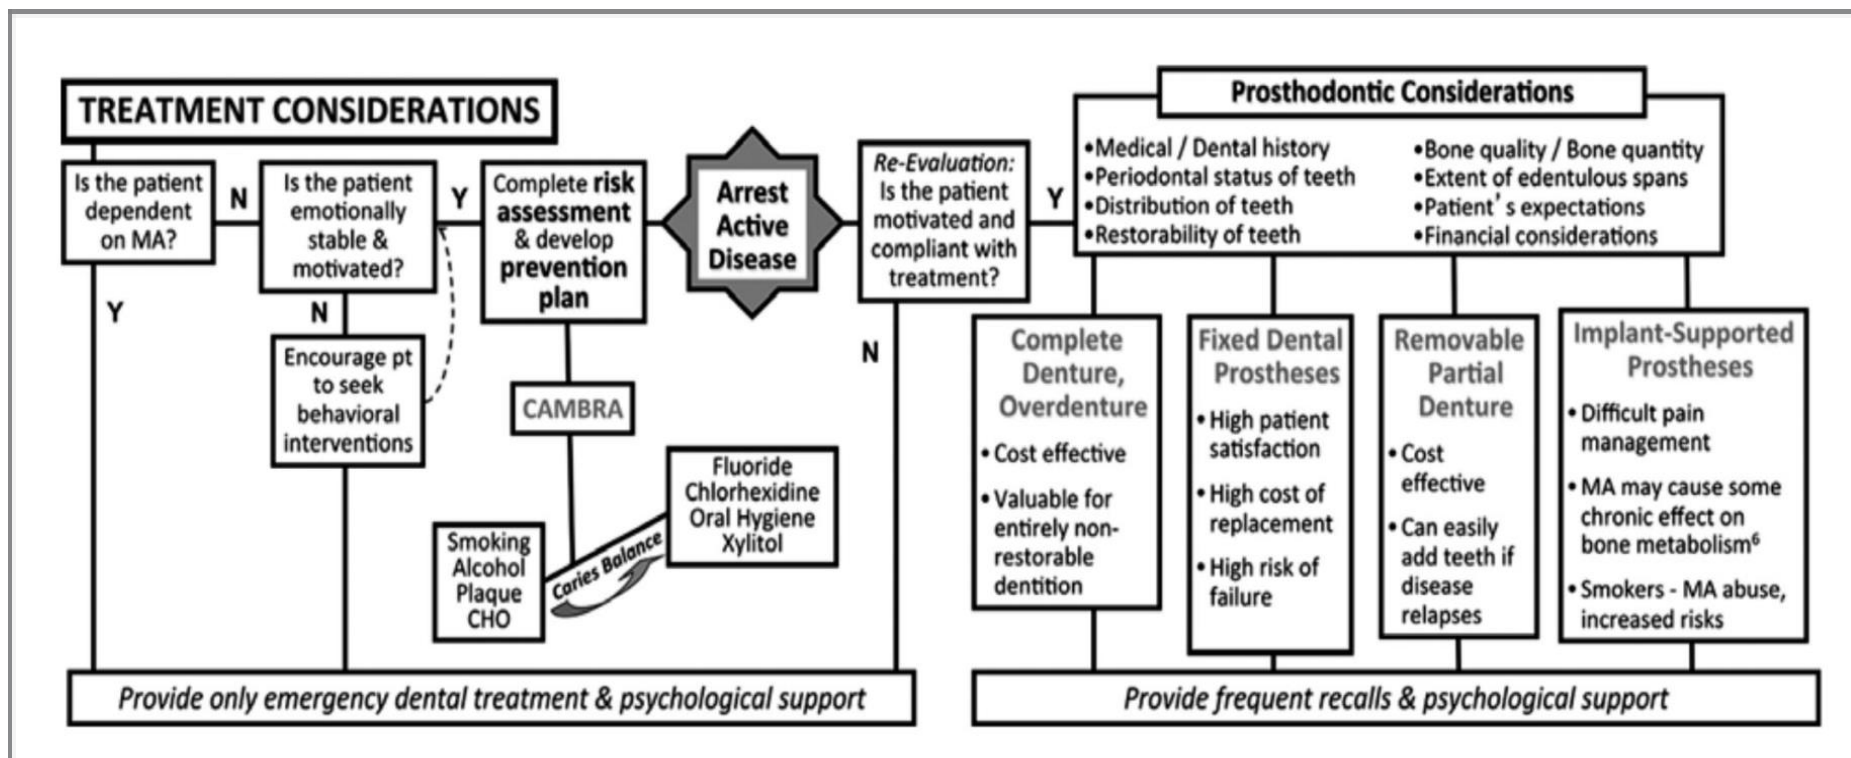 TREATMENT CONSIDERATIONS
Is the patient
dependent
on MA?
N
Y
Is the patient
emotionally
stable &
motivated?
Y
N
Encourage pt
to seek
behavioral
interventions
Complete risk
assessment
& develop
prevention
plan
CAMBRA
Smoking
Alcohol
Plaque
CHO
Caries Balance
Fluoride
Chlorhexidine
Oral Hygiene
Xylitol
Arrest
Active
Disease
Re-Evaluation:
Is the patient
motivated and
compliant with
treatment?
Y
N
Provide only emergency dental treatment & psychological support
Prosthodontic Considerations
•Medical / Dental history
•Periodontal status of teeth
•Distribution of teeth
•Restorability of teeth
•Bone quality / Bone quantity
•Extent of edentulous spans
•Patient's expectations
•Financial considerations
Complete
Denture,
Overdenture
• Cost effective
• Valuable for
entirely non-
restorable
dentition
Fixed Dental
Prostheses
• High patient
satisfaction
• High cost of
replacement
• High risk of
failure
Removable
Partial
Denture
• Cost
effective
• Can easily
add teeth if
disease
relapses
Implant-Supported
Prostheses
• Difficult pain
management
• MA may cause some
chronic effect on
bone metabolism⁶
• Smokers - MA abuse,
increased risks
Provide frequent recalls & psychological support